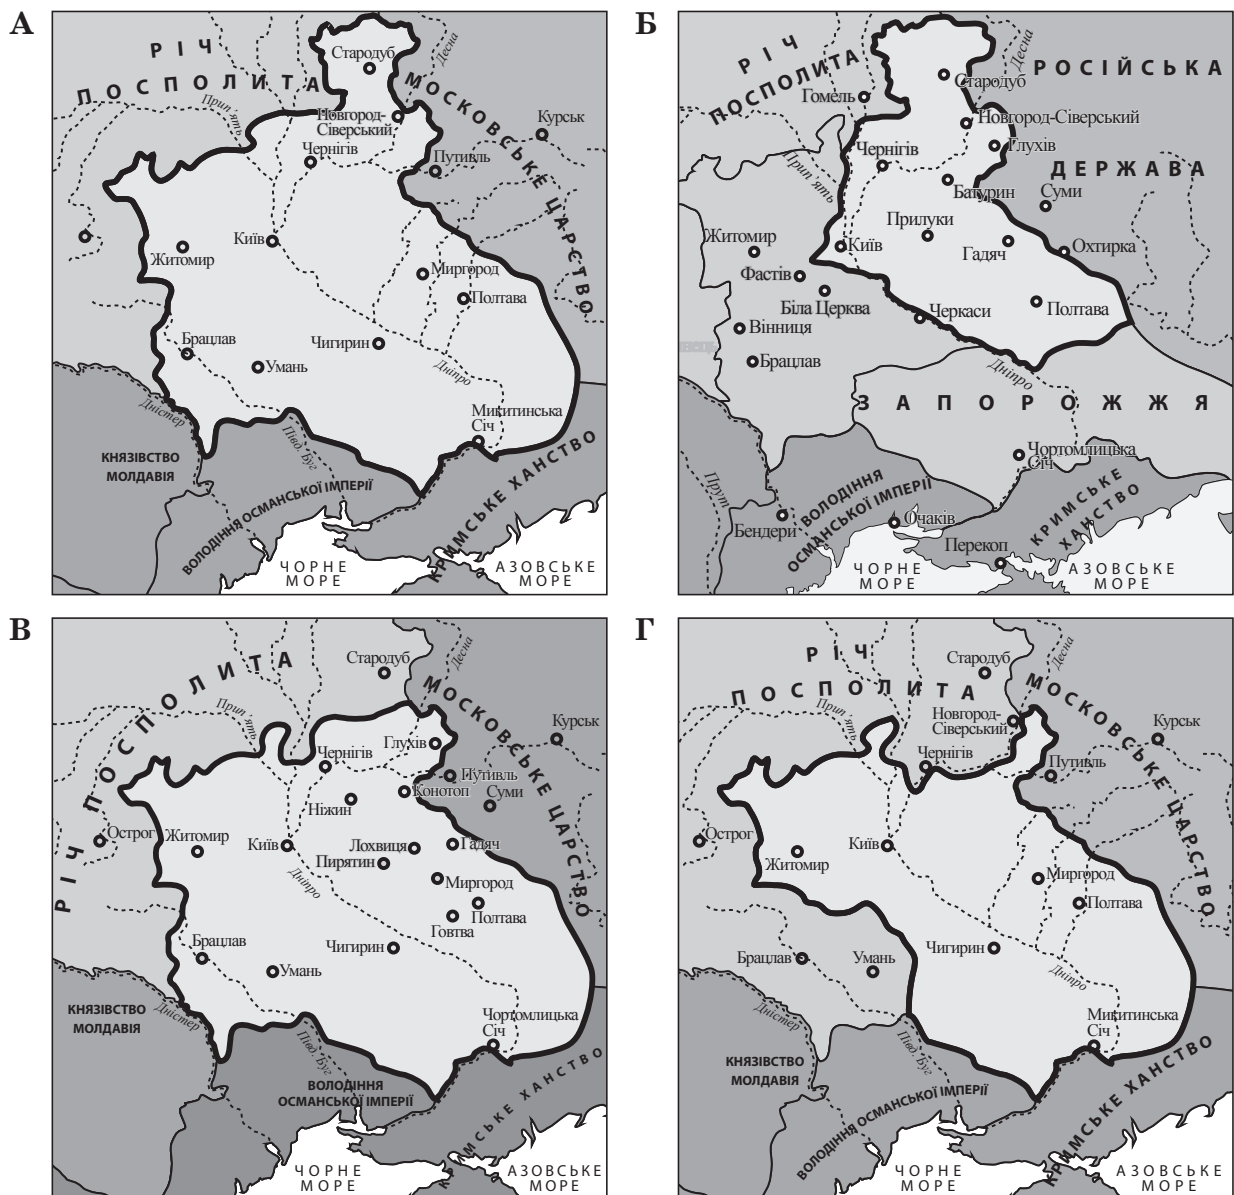 А
РІЧ
ПОСПОЛИТА
МОСКОВСЬКЕ ЦАРСТВО
Стародуб
Десна
Прип'ять
Новгород-
Сіверський
Чернігів
Курськ
Путивль
Київ
Житомир
Миргород
Полтава
Брацлав
Чигирин
Умань
Дніпро
Дністер
Півд. Буг
Микитинська
Січ
КНЯЗІВСТВО
МОЛДАВІЯ
ВОЛОДІННЯ ОСМАНСЬКОЇ ІМПЕРІЇ
КРИМСЬКЕ ХАНСТВО
ЧОРНЕ
МОРЕ
АЗОВСЬКЕ
МОРЕ
Б
РІЧ
ПОСПОЛИТА
РОСІЙСЬКА
ДЕРЖАВА
Десна
Стародуб
Гомель
Новгород-Сіверський
Глухів
Чернігів
Прип'ять
Батурин
Суми
Прилуки
Житомир
Київ
Гадяч
Охтирка
Фастів
Біла Церква
Черкаси
Полтава
Вінниця
Брацлав
Дніпро
ЗАПОРОЖЖЯ
Чортомлицька
Січ
Прут
Бендери
ВОЛОДІННЯ
ОСМАНСЬКОЇ ІМПЕРІЇ
Очаків
Перекоп
КРИМСЬКЕ
ХАНСТВО
ЧОРНЕ
МОРЕ
АЗОВСЬКЕ
МОРЕ
В
РІЧ ПОСПОЛИТА
МОСКОВСЬКЕ ЦАРСТВО
Стародуб
Десна
Прип'ять
Глухів
Курськ
Чернігів
Путивль
Конотоп
Суми
Ніжин
Острог
Житомир
Київ
Лохвиця
Гадяч
Пирятин
Дніпро
Миргород
Полтава
Говтва
Брацлав
Чигирин
Умань
Чортомлицька
Січ
КНЯЗІВСТВО
МОЛДАВІЯ
Дністер
Півд. Буг
ВОЛОДІННЯ
ОСМАНСЬКОЇ ІМПЕРІЇ
КРИМСЬКЕ ХАНСТВО
ЧОРНЕ
МОРЕ
АЗОВСЬКЕ
МОРЕ
Г
РІЧ
ПОСПОЛИТА
МОСКОВСЬКЕ ЦАРСТВО
Стародуб
Десна
Прип'ять
Новгород-
Сіверський
Курськ
Чернігів
Путивль
Острог
Житомир
Київ
Миргород
Полтава
Брацлав
Умань
Чигирин
Дніпро
Дністер
Півд. Буг
Микитинська
Січ
КНЯЗІВСТВО
МОЛДАВІЯ
ВОЛОДІННЯ ОСМАНСЬКОЇ ІМПЕРІЇ
КРИМСЬКЕ ХАНСТВО
ЧОРНЕ
МОРЕ
АЗОВСЬКЕ
МОРЕ